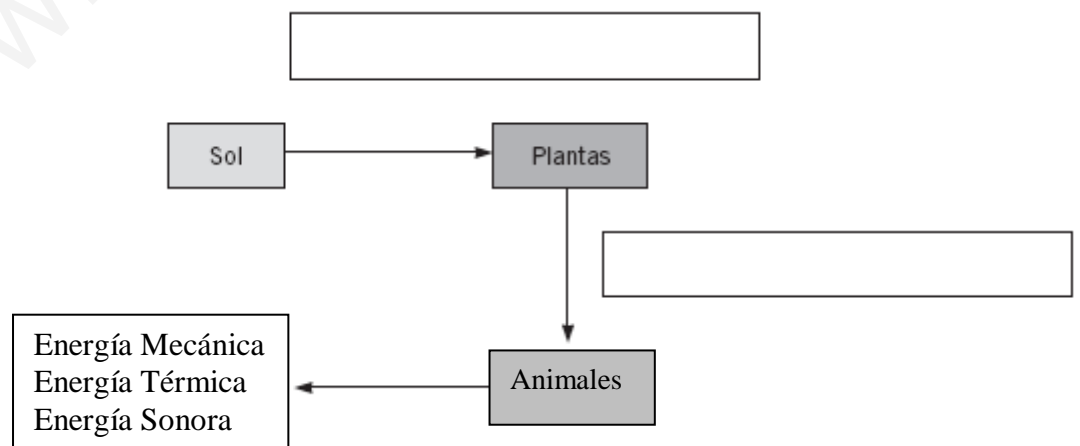 Sol
Plantas
Energía Mecánica
Energía Térmica
Energía Sonora
Animales